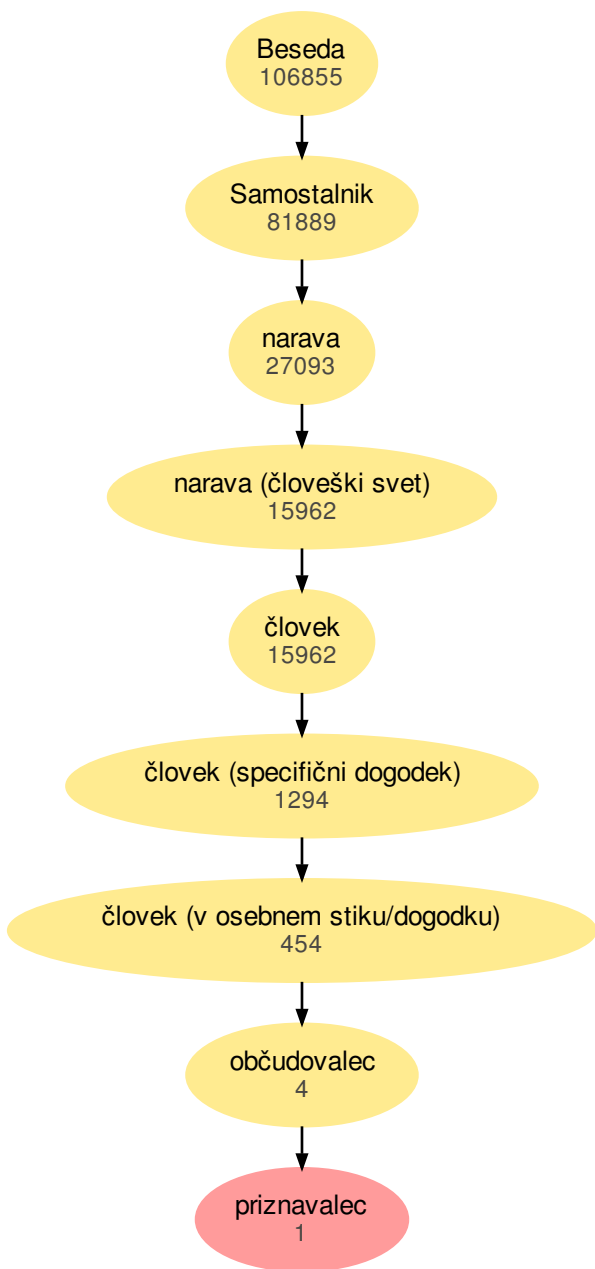 Beseda
106855
Samostalnik
81889
narava
27093
narava (človeški svet)
15962
človek
15962
človek (specifični dogodek)
1294
človek (v osebnem stiku/dogodku)
454
občudovalec
4
priznavalec
1